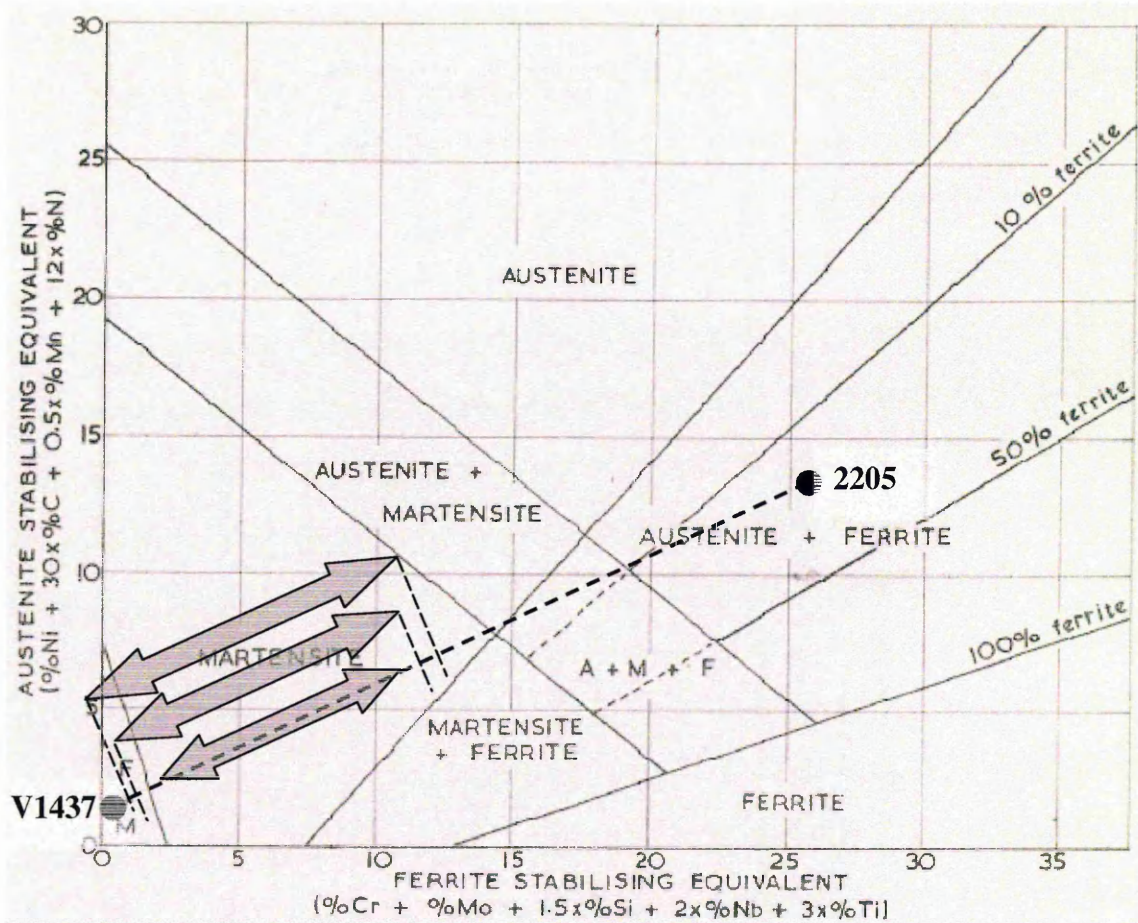 30
25
20
15
10
5
0
AUSTENITE STABILISING EQUIVALENT
(%Ni + 30x%C + 0.5x%Mn + 12x%N)
AUSTENITE
10% ferrite
50% ferrite
100% ferrite
AUSTENITE +
MARTENSITE
2205
AUSTENITE + FERRITE
MARTENSITE
A + M + F
MARTENSITE
+ FERRITE
FERRITE
F
V1437
M
0 5 10 15 20 25 30 35
FERRITE STABILISING EQUIVALENT
(%Cr + %Mo + 1.5x%Si + 2x%Nb + 3x%Ti)